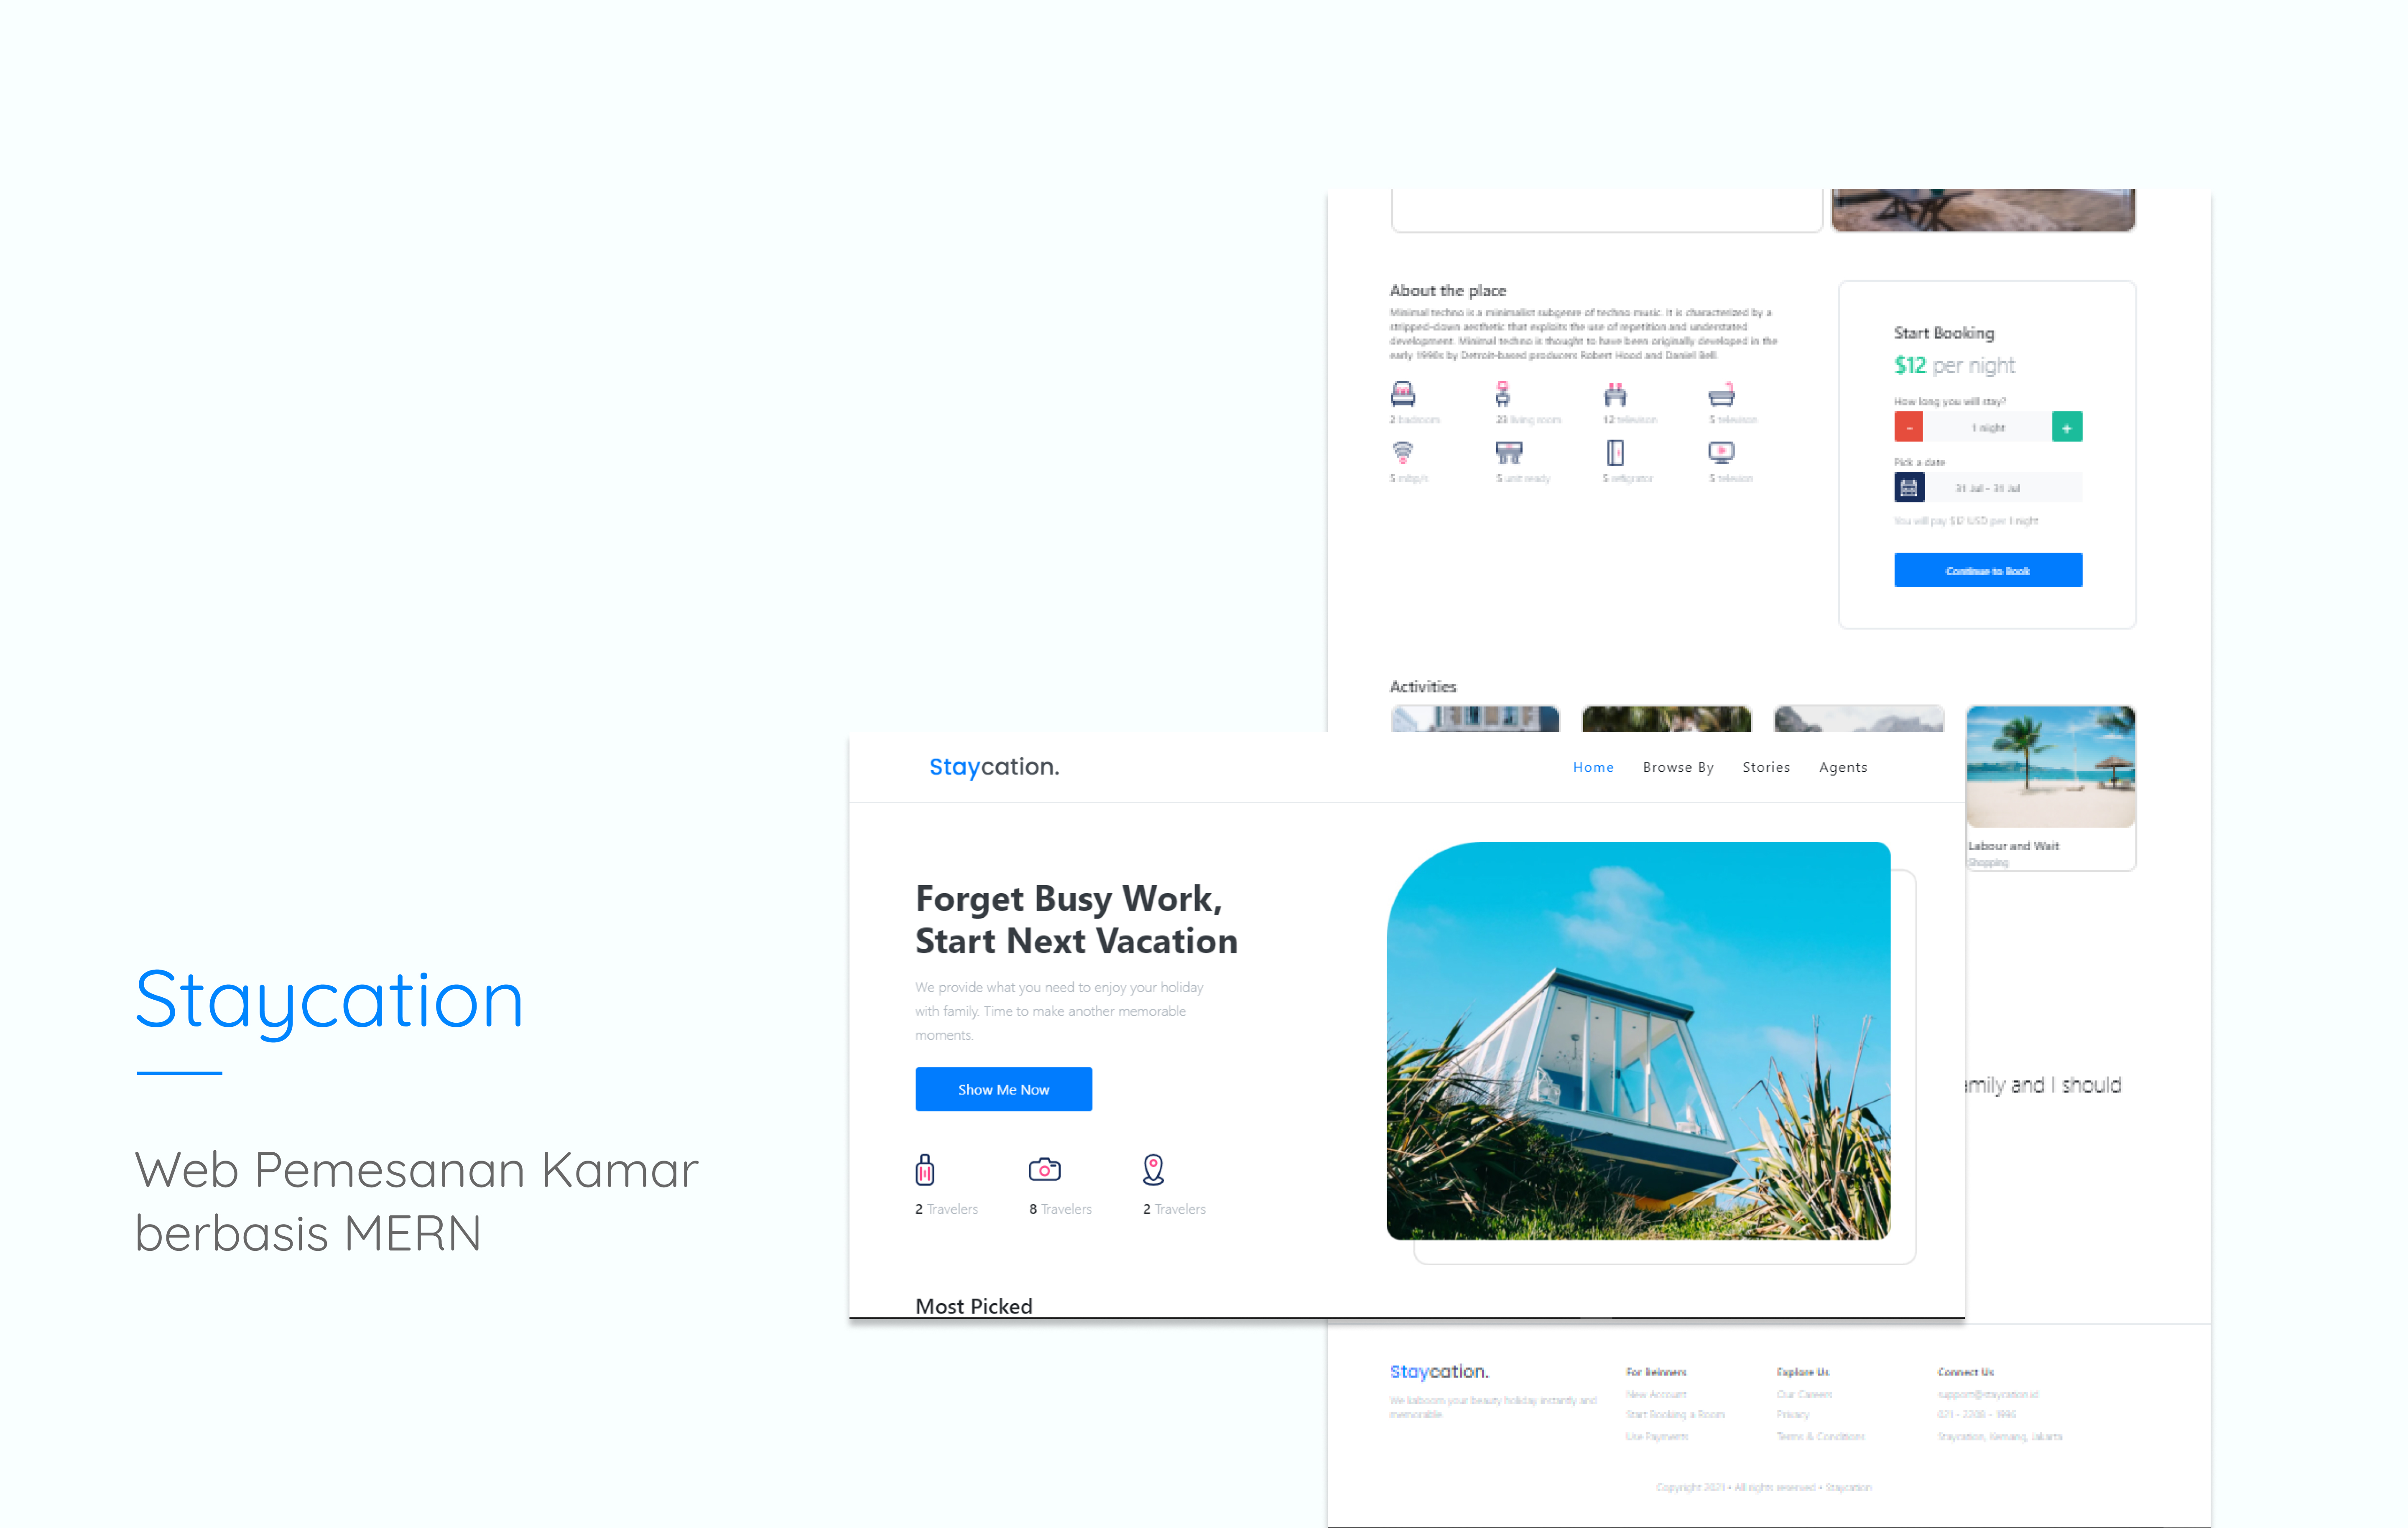 Staycation
Web Pemesanan Kamar
berbasis MERN
About the place
Minimal techno is a minimalist subgenre of techno music. It is characterized by a
stripped-down aesthetic that exploits the use of repetition and understated
development. Minimal techno is thought to have been originally developed in the
early 1990s by Detroit-based producers Robert Hood and Daniel Bell.
2 badroom
23 living room
12 televison
5 televison
5 mbp/s
5 unit ready
5 refigrator
5 televison
Start Booking
$12 per night
How long you will stay?
-
1 night
+
Pick a date
31 Jul - 31 Jul
You will pay $12 USD per 1 night
Continue to Book
Activities
Labour and Wait
Shopping
amily and I should
Staycation.
Home
Browse By
Stories
Agents
Forget Busy Work,
Start Next Vacation
We provide what you need to enjoy your holiday
with family. Time to make another memorable
moments.
Show Me Now
2 Travelers
8 Travelers
2 Travelers
Most Picked
Staycation.
We kaboom your beauty holiday instantly and
memorable
For Beinners
New Account
Start Booking a Room
Use Payments
Explore Us
Our Careers
Privacy
Terms & Conditions
Connect Us
support@staycation.id
021 - 2208 - 1996
Staycation, Kemang, Jakarta
Copyright 2021 • All rights reserved • Staycation